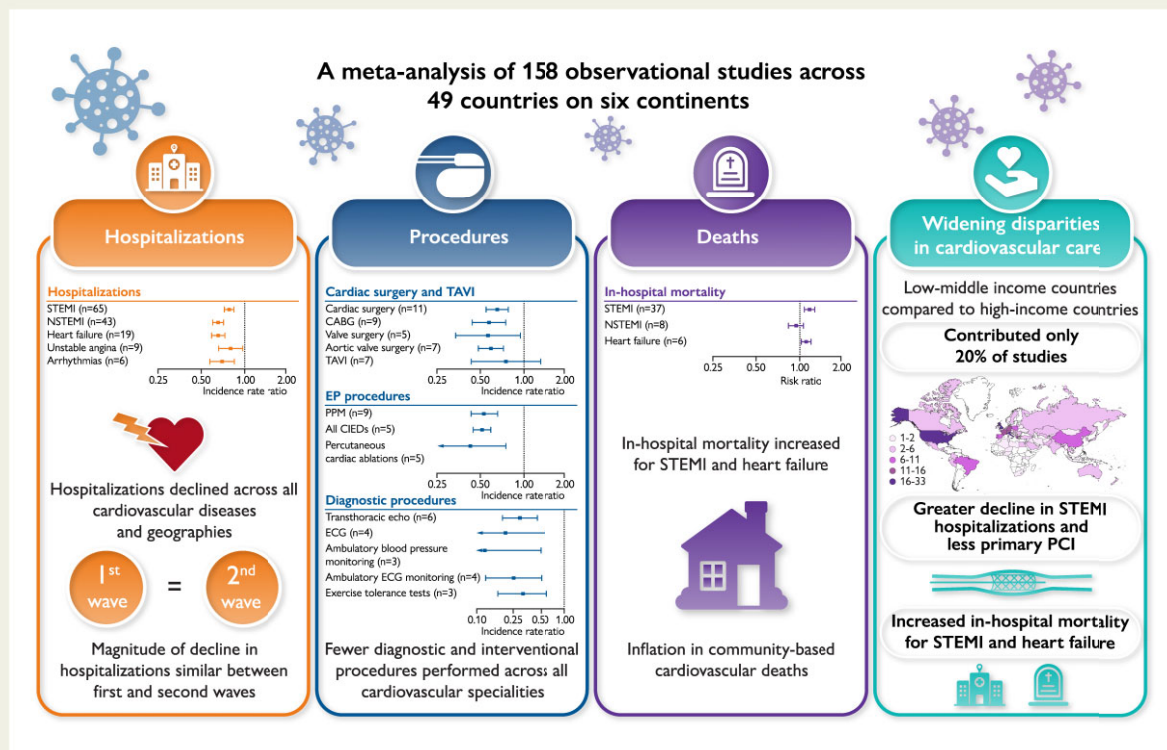 A meta-analysis of 158 observational studies across
49 countries on six continents
Hospitalizations
Hospitalizations
STEMI (n=65)
NSTEMI (n=43)
Heart failure (n=19)
Unstable angina (n=9)
Arrhythmias (n=6)
0.25 0.50 1.00 2.00
Incidence rate ratio
Hospitalizations declined across all
cardiovascular diseases
and geographies
1st
wave
=
2nd
wave
Magnitude of decline in
hospitalizations similar between
first and second waves
Procedures
Cardiac surgery and TAVI
Cardiac surgery (n=11)
CABG (n=9)
Valve surgery (n=5)
Aortic valve surgery (n=7)
TAVI (n=7)
0.25 0.50 1.00 2.00
Incidence rate ratio
EP procedures
PPM (n=9)
All CIEDs (n=5)
Percutaneous
cardiac ablations (n=5)
0.25 0.50 1.00 2.00
Incidence rate ratio
Diagnostic procedures
Transthoracic echo (n=6)
ECG (n=4)
Ambulatory blood pressure
monitoring (n=3)
Ambulatory ECG monitoring (n=4)
Exercise tolerance tests (n=3)
0.10 0.25 0.5 1.00
Incidence rate ratio
Fewer diagnostic and interventional
procedures performed across all
cardiovascular specialities
Deaths
In-hospital mortality
STEMI (n=37)
NSTEMI (n=8)
Heart failure (n=6)
0.25 0.50 1.00 2.00
Risk ratio
In-hospital mortality increased
for STEMI and heart failure
Inflation in community-based
cardiovascular deaths
Widening disparities
in cardiovascular care
Low-middle income countries
compared to high-income countries
Contributed only
20% of studies
1-2
2-6
6-11
11-16
16-33
Greater decline in STEMI
hospitalizations and
less primary PCI
Increased in-hospital mortality
for STEMI and heart failure